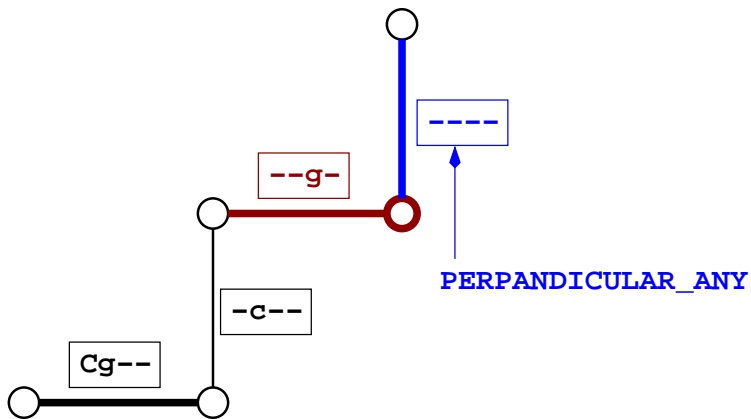 ----
--g-
PERPANDICULAR_ANY
-c--
Cg--